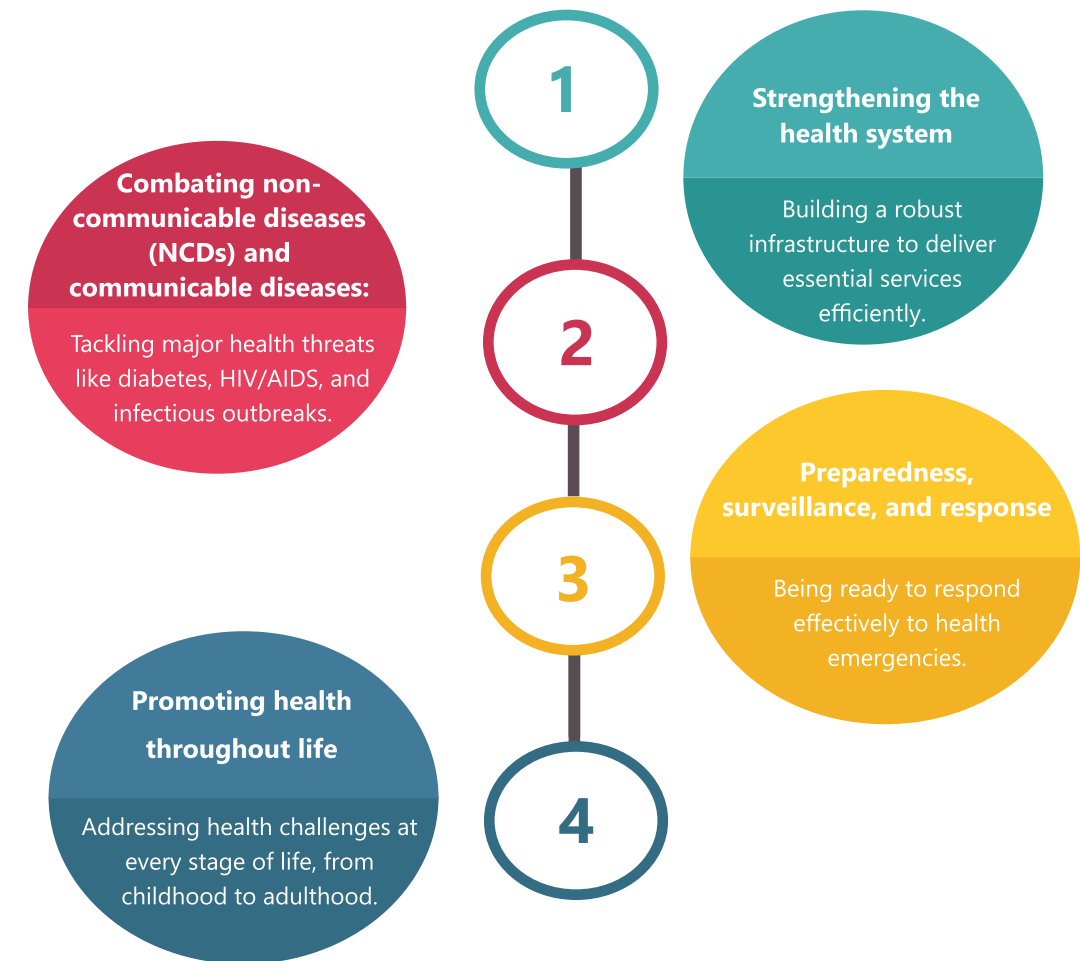 1
Strengthening the
health system
Building a robust
infrastructure to deliver
essential services
efficiently.
2
Combating non-
communicable diseases
(NCDs) and
communicable diseases:
Tackling major health threats
like diabetes, HIV/AIDS, and
infectious outbreaks.
3
Preparedness,
surveillance, and response
Being ready to respond
effectively to health
emergencies.
4
Promoting health
throughout life
Addressing health challenges at
every stage of life, from
childhood to adulthood.